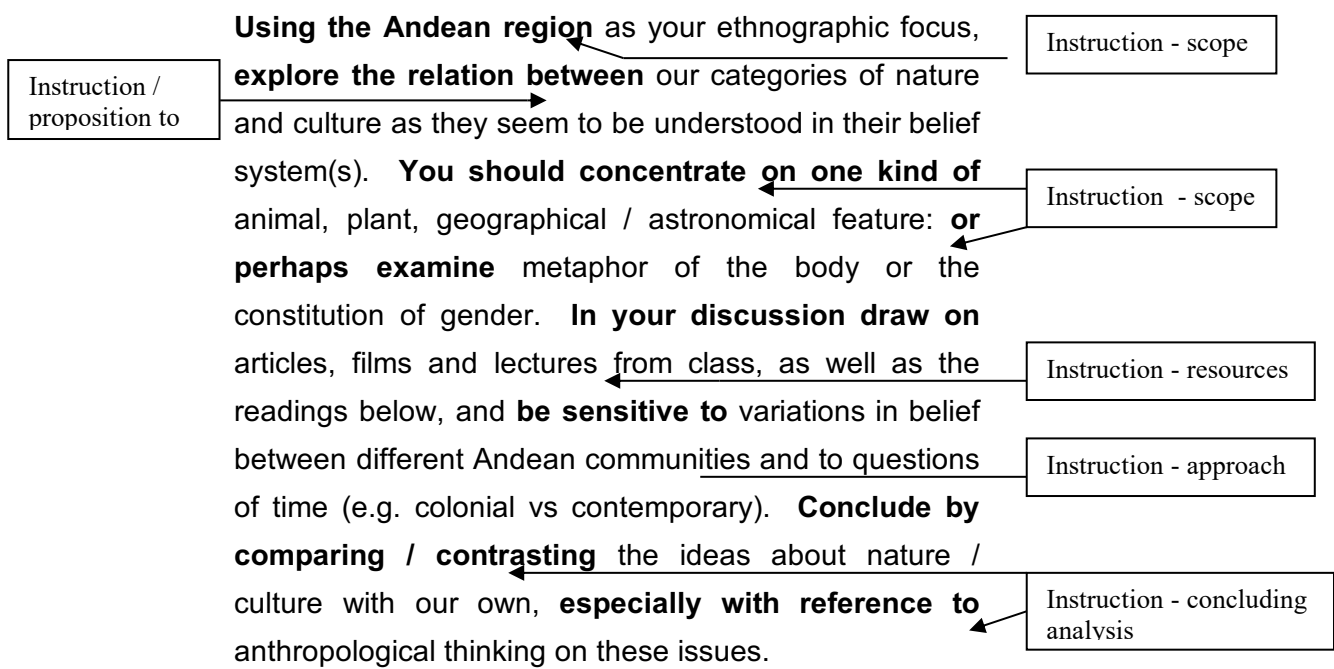 Using the Andean region as your ethnographic focus,
explore the relation between our categories of nature
and culture as they seem to be understood in their belief
system(s). You should concentrate on one kind of
animal, plant, geographical / astronomical feature: or
perhaps examine metaphor of the body or the
constitution of gender. In your discussion draw on
articles, films and lectures from class, as well as the
readings below, and be sensitive to variations in belief
between different Andean communities and to questions
of time (e.g. colonial vs contemporary). Conclude by
comparing / contrasting the ideas about nature /
culture with our own, especially with reference to
anthropological thinking on these issues.
Instruction /
proposition to
Instruction - scope
Instruction - scope
Instruction - resources
Instruction - approach
Instruction - concluding
analysis